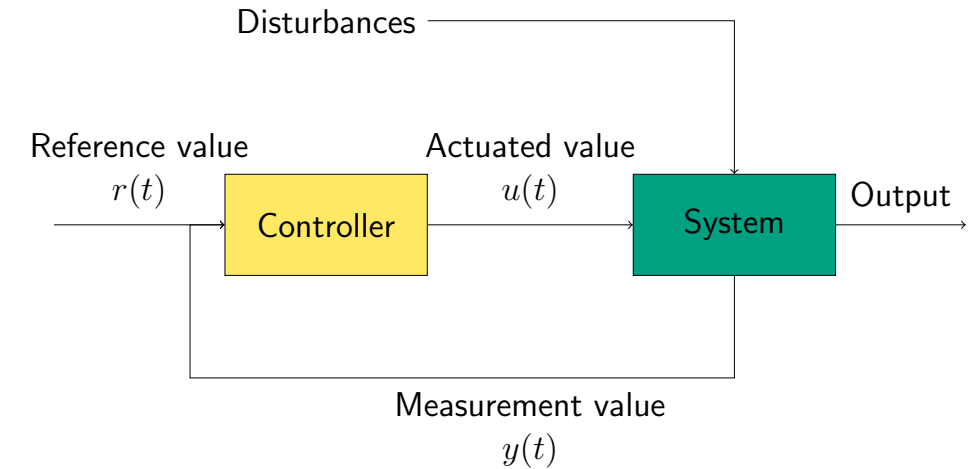 Disturbances
Reference value
r(t)
Actuated value
u(t)
Controller
System
Output
Measurement value
y(t)